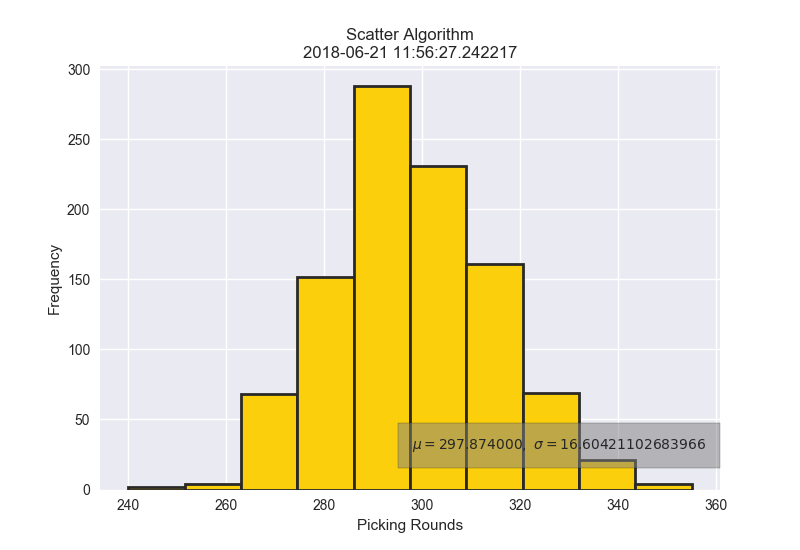 Scatter Algorithm
2018-06-21 11:56:27.242217
300
250
200
150
100
50
0
Frequency
μ = 297.874000, σ = 16.60421102683966
240 260 280 300 320 340 360
Picking Rounds